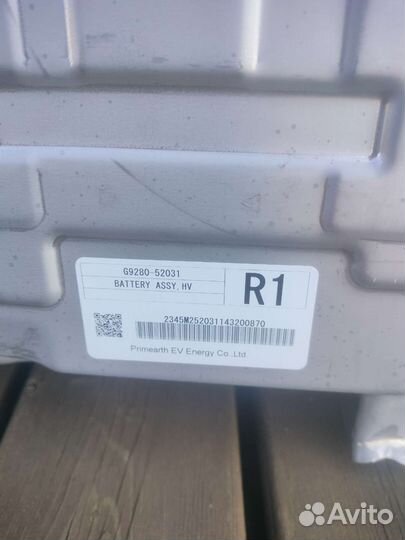 G9280-52031
BATTERY ASSY, HV
R1
2345M252031143200870
Primearth EV Energy Co.,Ltd.
Avito